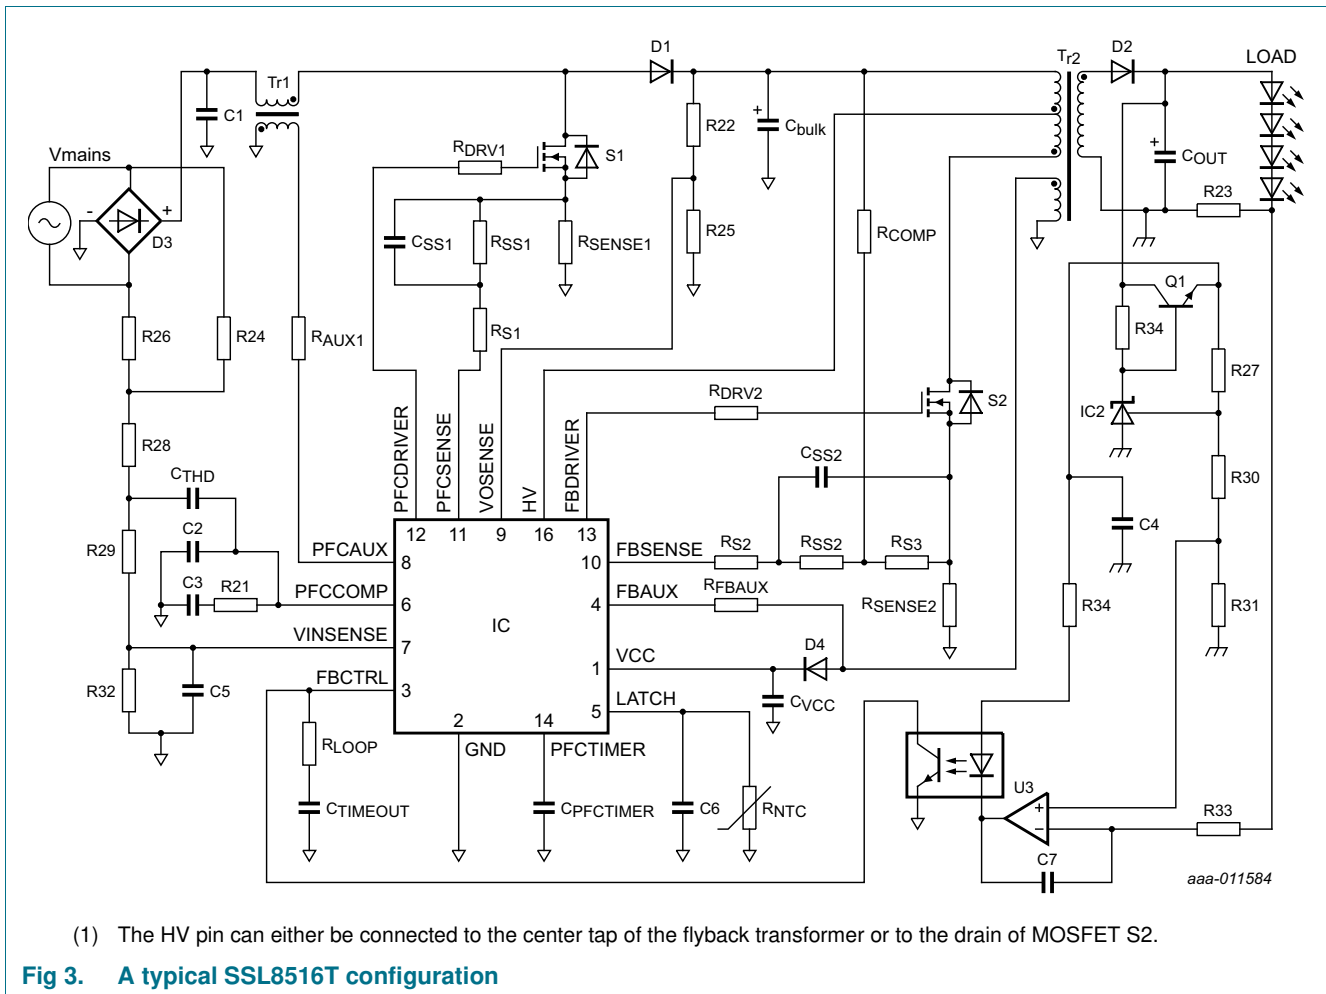 D1
Tr2
D2
LOAD
Tr1
C1
R22
+
Cbulk
RDRV1
S1
+
COUT
Vmains
R23
-
+
D3
CSS1
RSS1
RSENSE1
R25
RCOMP
Q1
R26
R24
RAUX1
RS1
R34
R27
RDRV2
S2
IC2
R28
CSS2
R30
CTHD
PFCDRIVER
PFCSENSE
VOSENSE
HV
FBDRIVER
C4
C2
R29
12
11
9
16
13
PFCAUX
8
10
FBSENSE
RS2
RSS2
RS3
C3
R21
PFCCOMP
6
4
FBAUX
RFBAUX
RSENSE2
R34
R31
IC
VINSENSE
7
D4
1
VCC
R32
C5
FBCTRL
3
CVCC
5
LATCH
2
14
GND
PFCTIMER
RLOOP
U3
+
-
R33
CTIMEOUT
CPFCTIMER
C6
RNTC
C7
aaa-011584
(1) The HV pin can either be connected to the center tap of the flyback transformer or to the drain of MOSFET S2.
Fig 3. A typical SSL8516T configuration